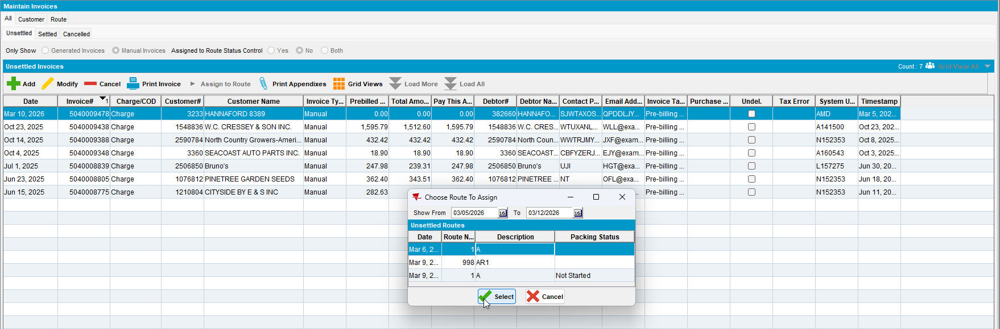 Maintain Invoices
All Customer Route
Unsettled Settled Cancelled
Only Show Generated Invoices Manual Invoices Assigned to Route Status Control Yes No Both
Unsettled Invoices Count : 7 Grid View All
Add Modify Cancel Print Invoice Assign to Route Print Appendixes Grid Views Load More Load All
Date Invoice# 1 Charge/COD Customer# Customer Name Invoice Ty... Prebilled ... Total Amo... Pay This A... Debtor# Debtor Na... Contact P... Email Add... Invoice Ta... Purchase ... Undel. Tax Error System U... Timestamp
Mar 10, 2026 5040009478 Charge 3233 HANNAFORD 8389 Manual 0.00 0.00 0.00 382660 HANNAFO... SJWTAXOS... QPDDLJY... Pre-billing ... AMD Mar 5, 202...
Oct 23, 2025 5040009438 Charge 1548836 W.C. CRESSEY & SON INC. Manual 1,595.79 1,512.60 1,595.79 1548836 W.C. CRES... WTUXANL... WLL@exa... Pre-billing ... A141500 Oct 23, 202...
Oct 14, 2025 5040009388 Charge 2590784 North Country Growers-Ameri... Manual 432.42 432.42 432.42 2590784 North Coun... WWTRJMY... JXF@exam... Pre-billing ... N152353 Oct 8, 2025...
Oct 4, 2025 5040009348 Charge 3360 SEACOAST AUTO PARTS INC. Manual 18.90 18.90 18.90 3360 SEACOAST... CBFYZERJ... EJY@exam... Pre-billing ... A160543 Oct 3, 2025...
Jul 1, 2025 5040008839 Charge 2506850 Bruno's Manual 247.98 239.31 247.98 2506850 Bruno's UJI HGT@exa... Pre-billing ... L157275 Jun 30, 20...
Jun 23, 2025 5040008805 Charge 1076812 PINETREE GARDEN SEEDS Manual 362.40 343.51 362.40 1076812 PINETREE ... NT OFL@exa... Pre-billing ... N152353 Jun 18, 20...
Jun 15, 2025 5040008775 Charge 1210804 CITYSIDE BY E & S INC Manual 282.63 Pre-billing ... N152353 Jun 11, 20...
Choose Route To Assign
Show From 03/05/2026 16 To 03/12/2026 16
Unsettled Routes
Date Route N... Description Packing Status
Mar 6, 2... 1 A
Mar 9, 2... 998 AR1
Mar 9, 2... 1 A Not Started
Select Cancel